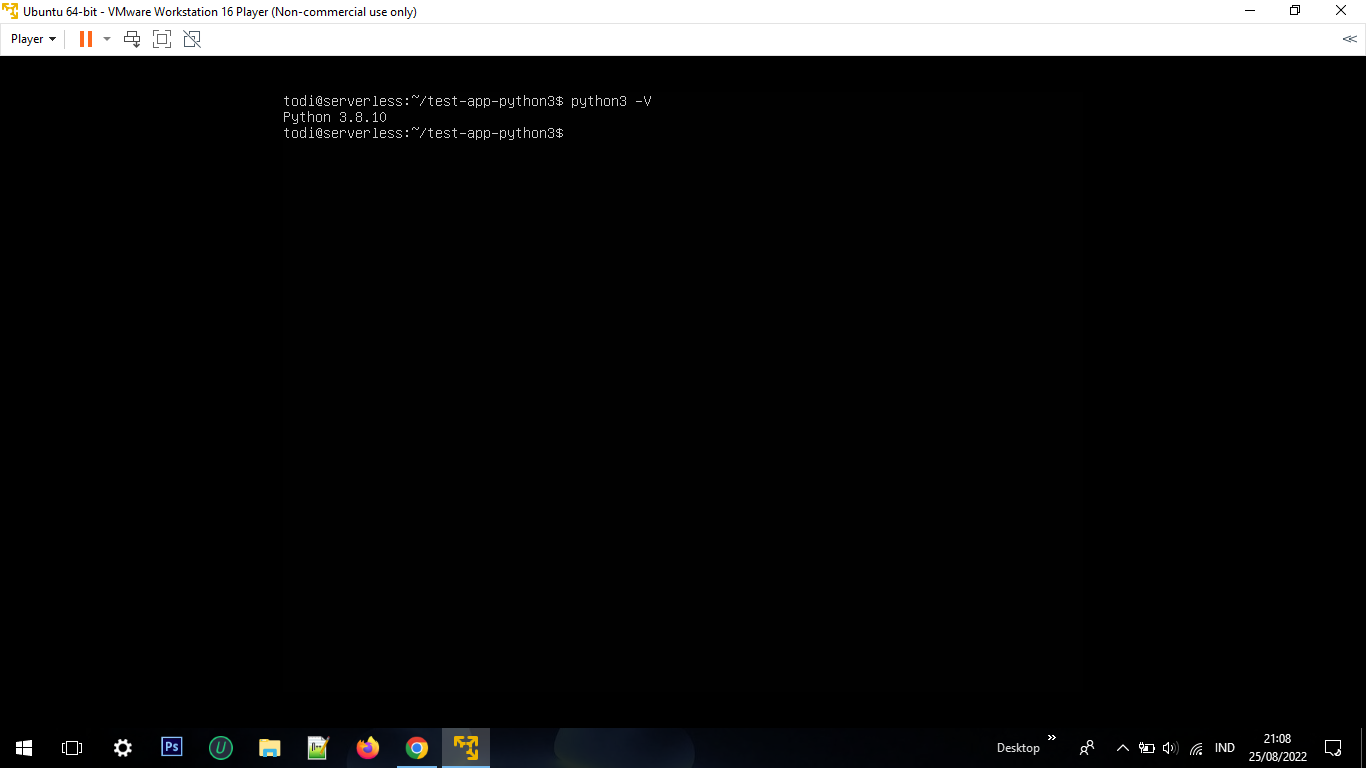 Ubuntu 64-bit - VMware Workstation 16 Player (Non-commercial use only)
Player
todi@serverless:~/test-app-python3$ python3 -V
Python 3.8.10
todi@serverless:~/test-app-python3$
Ps
U
Desktop
IND
21:08
25/08/2022